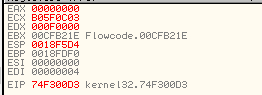 EAX 00000000
ECX B05F0C03
EDX 000F0000
EBX 00CFB21E Flowcode.00CFB21E
ESP 0018F5D4
EBP 0018FDF0
ESI 00000000
EDI 00000004
EIP 74F300D3 kernel32.74F300D3